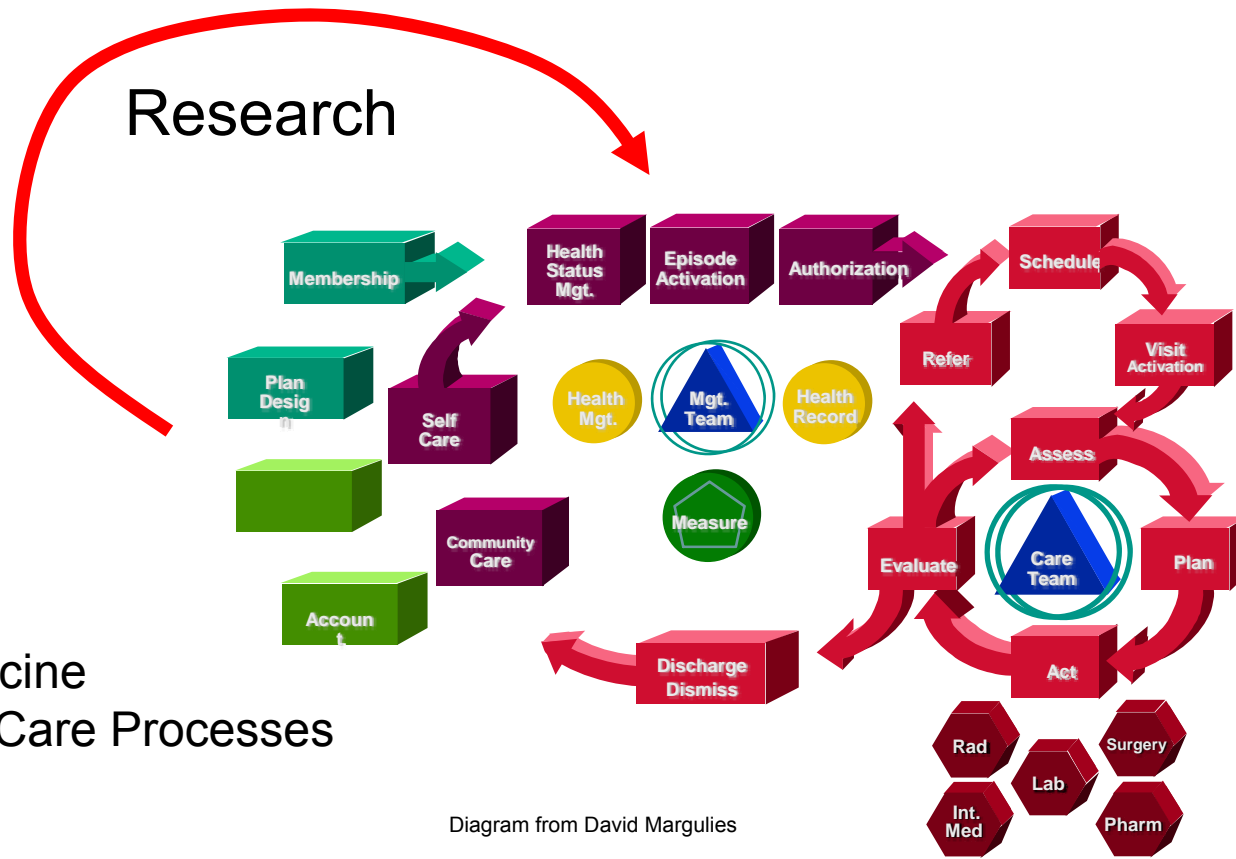 Research
Membership
Health
Status
Mgt.
Episode
Activation
Authorization
Schedule
Refer
Visit
Activation
Plan
Desig
n
Self
Care
Health
Mgt.
Mgt.
Team
Health
Record
Assess
Measure
Community
Care
Evaluate
Care
Team
Plan
Accoun
t.
Discharge
Dismiss
Act
cine
Care Processes
Rad
Surgery
Lab
Int.
Med
Pharm
Diagram from David Margulies